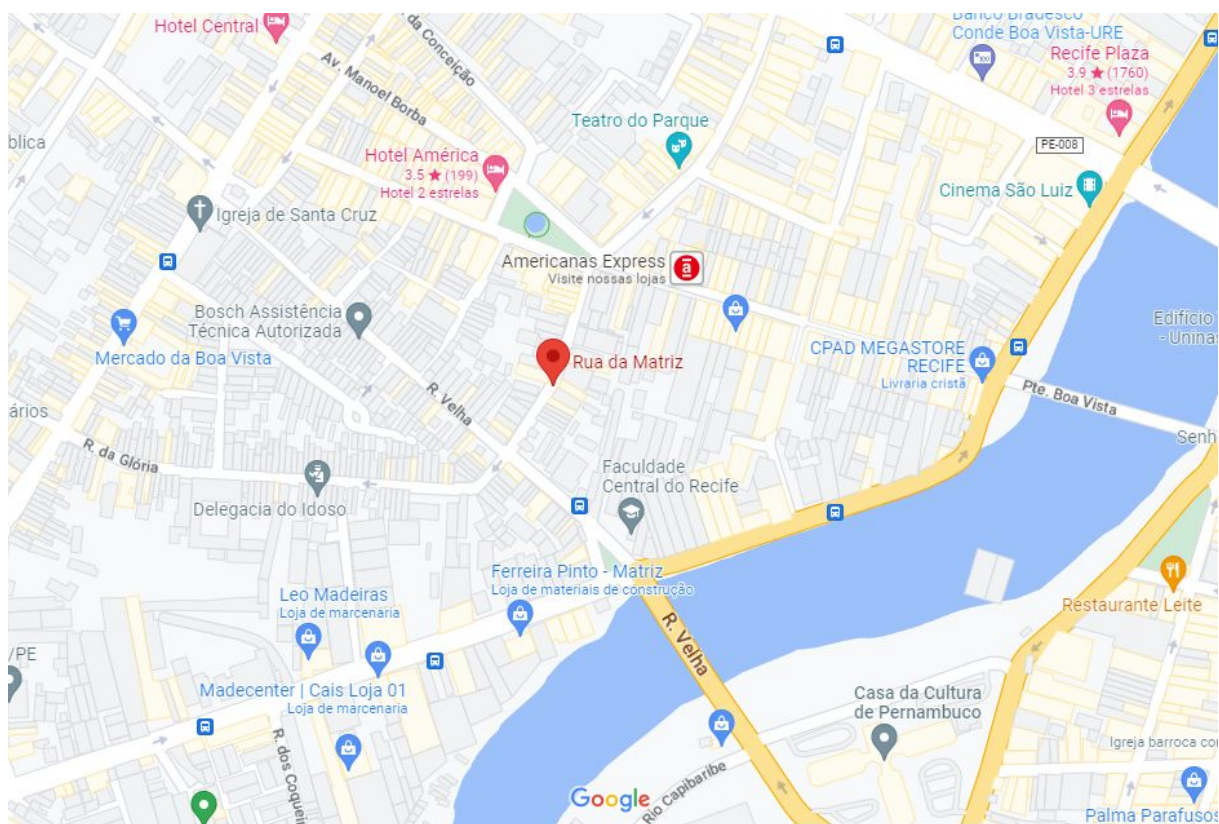 Hotel Central
da Conceição
Av. Manoel Borba
Banco Bradesco
Conde Boa Vista-URE
Recife Plaza
3.9 ★ (1760)
Hotel 3 estrelas
Teatro do Parque
PE-008
blica
Hotel América
3.5 ★ (199)
Hotel 2 estrelas
Cinema São Luiz
Igreja de Santa Cruz
Americanas Express
Visite nossas lojas
a
Bosch Assistência
Técnica Autorizada
Edifício
- Uninas
Mercado da Boa Vista
Rua da Matriz
CPAD MEGASTORE
RECIFE
Livraria cristã
R. Velha
Pte. Boa Vista
ários
R. da Glória
Senh
Faculdade
Central do Recife
Delegacia do Idoso
Ferreira Pinto - Matriz
Loja de materiais de construção
Leo Madeiras
Loja de marcenaria
Restaurante Leite
R. Velha
/PE
Madecenter | Cais Loja 01
Loja de marcenaria
Casa da Cultura
de Pernambuco
R. dos Coqueir
Igreja barroca co
Rio Capibaribe
Google
Palma Parafusos